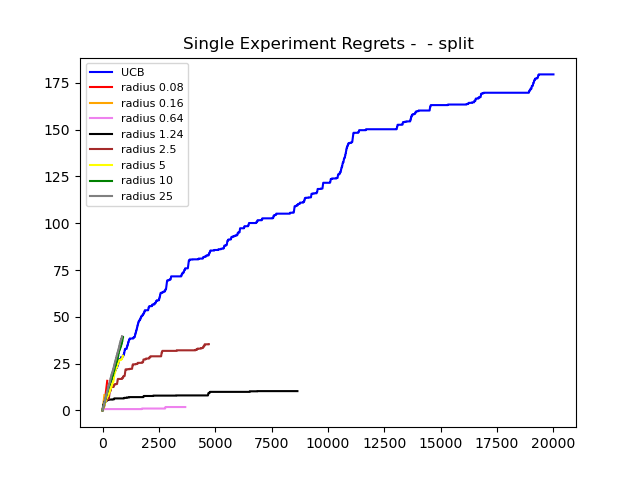 Single Experiment Regrets -  - split
UCB
radius 0.08
radius 0.16
radius 0.64
radius 1.24
radius 2.5
radius 5
radius 10
radius 25
175
150
125
100
75
50
25
0
0 2500 5000 7500 10000 12500 15000 17500 20000